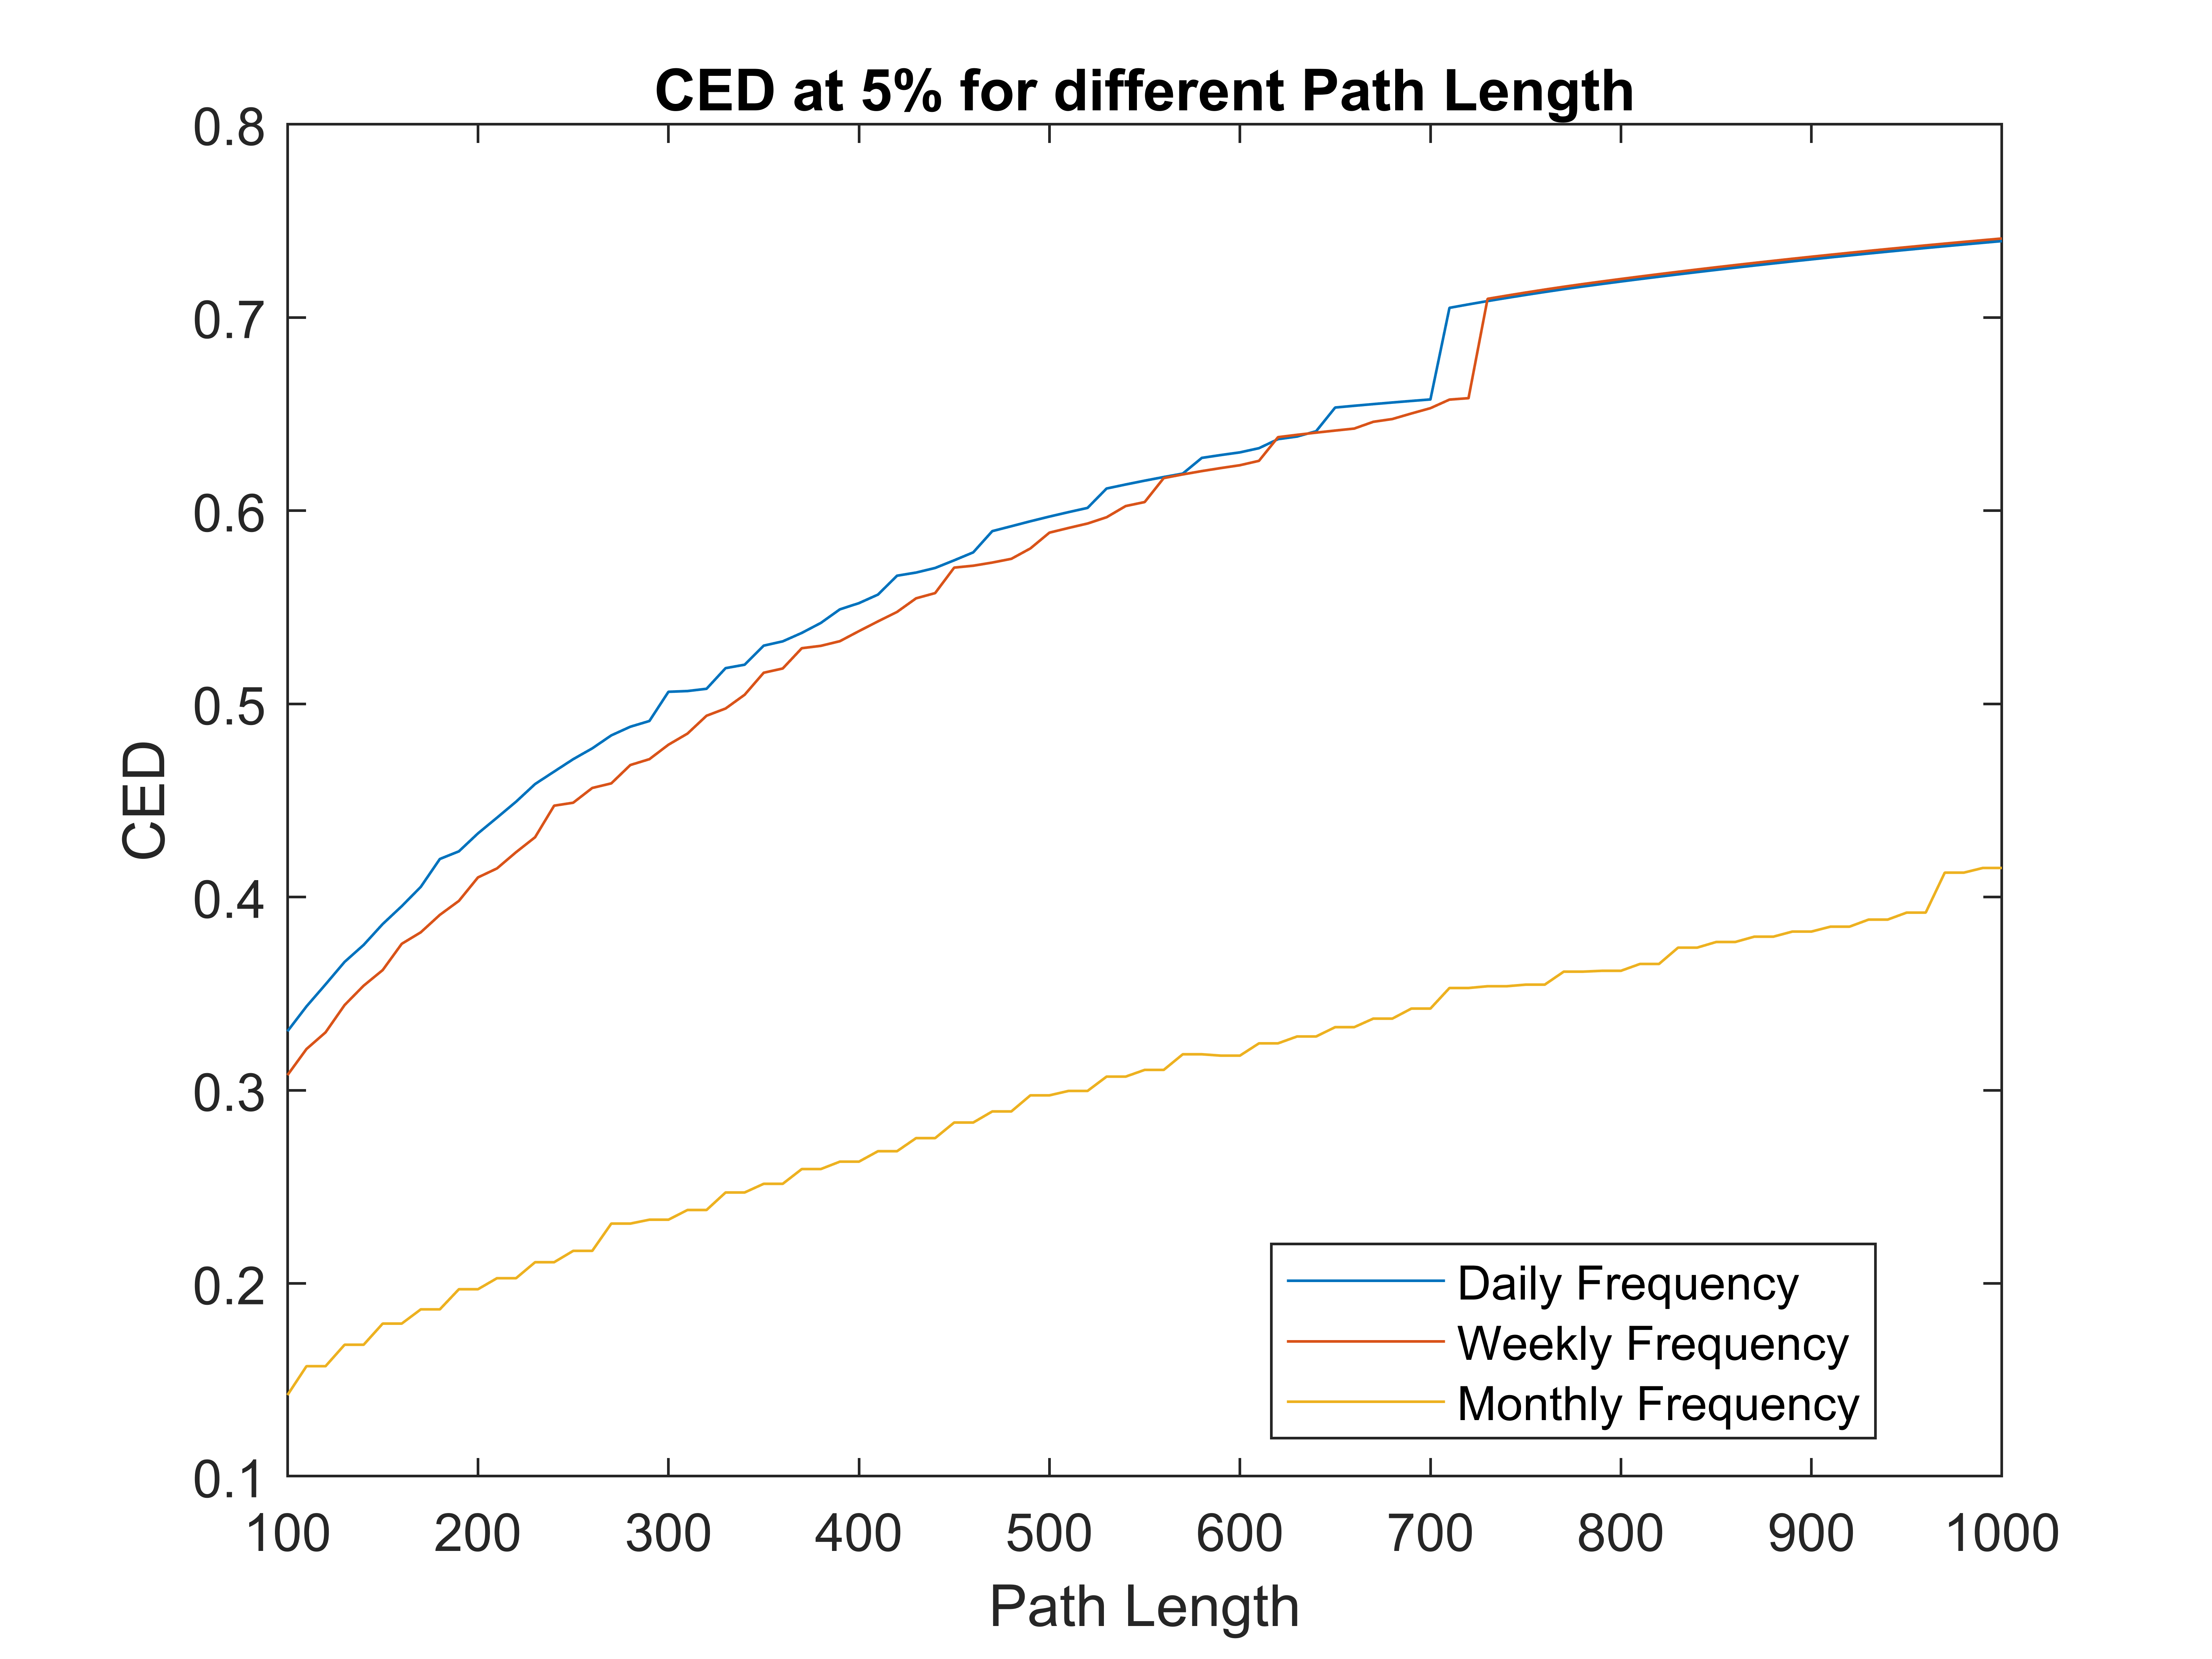 CED at 5% for different Path Length
0.8
0.7
0.6
0.5
0.4
0.3
0.2
0.1
CED
100 200 300 400 500 600 700 800 900 1000
Path Length
Daily Frequency
Weekly Frequency
Monthly Frequency